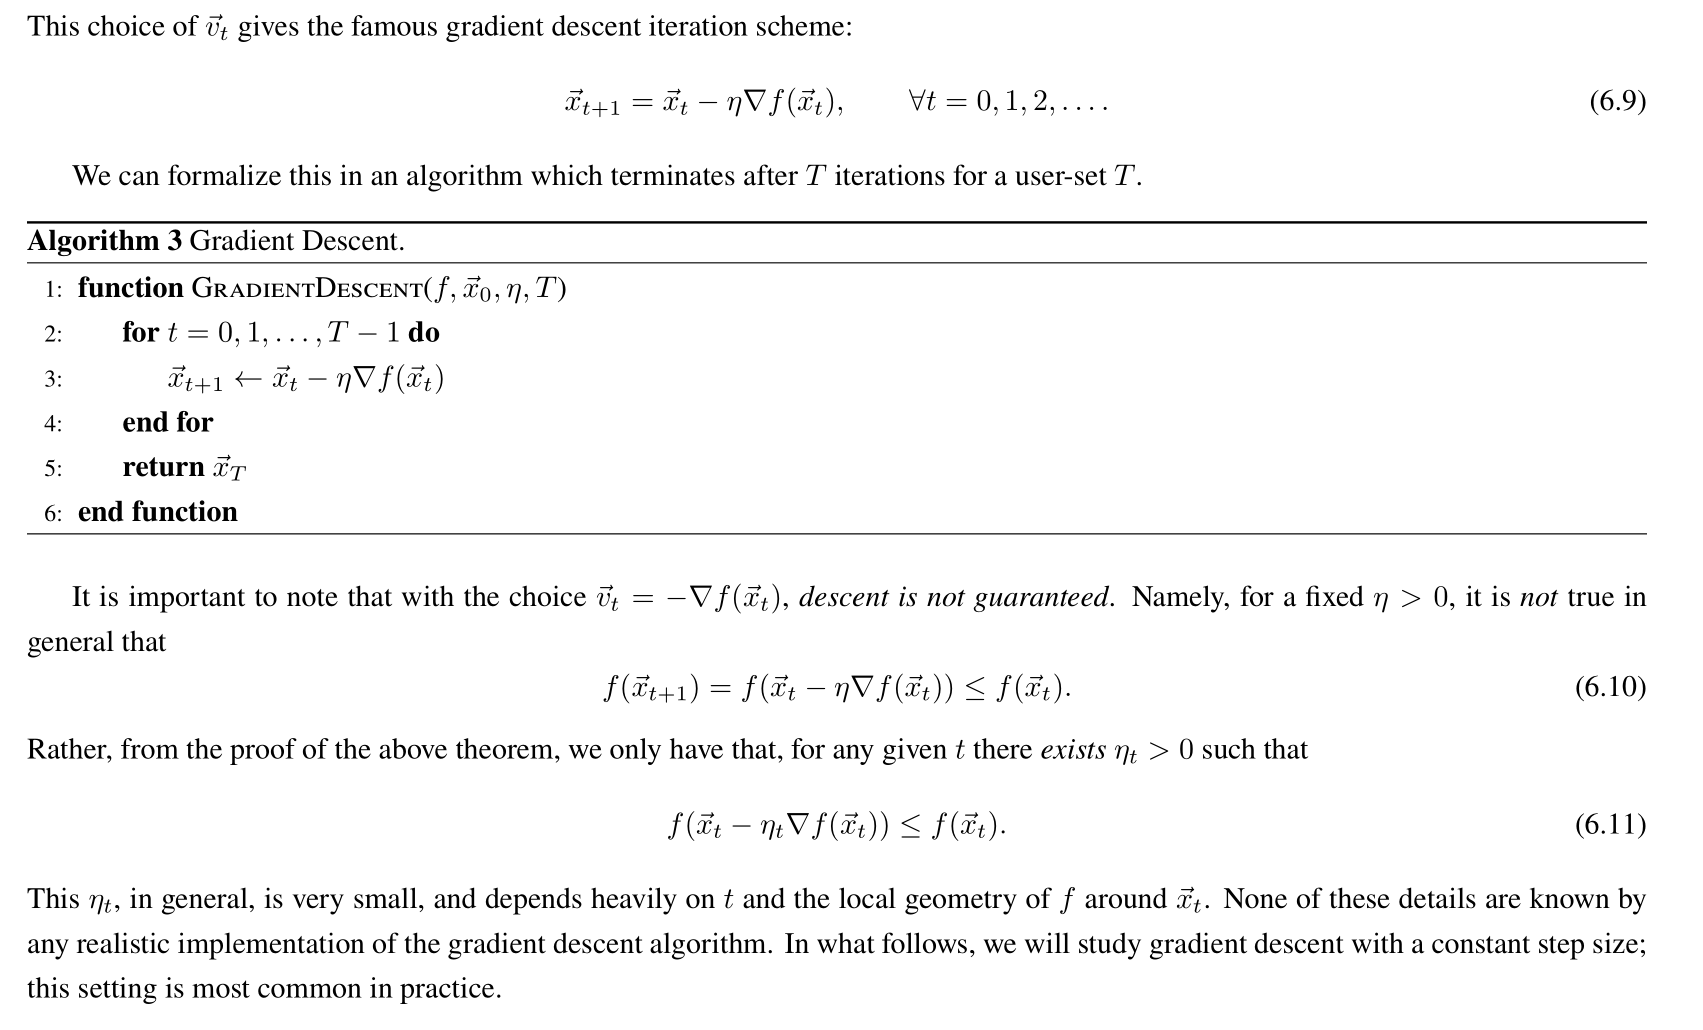 This choice of $\vec{v}_t$ gives the famous gradient descent iteration scheme:
$\vec{x}_{t+1} = \vec{x}_t - \eta \nabla f(\vec{x}_t), \qquad \forall t = 0, 1, 2, \ldots.$ (6.9)
We can formalize this in an algorithm which terminates after $T$ iterations for a user-set $T$.
Algorithm 3 Gradient Descent.
1: function GRADIENTDESCENT($f, \vec{x}_0, \eta, T$)
2: for $t = 0, 1, \ldots, T - 1$ do
3: $\vec{x}_{t+1} \leftarrow \vec{x}_t - \eta \nabla f(\vec{x}_t)$
4: end for
5: return $\vec{x}_T$
6: end function
It is important to note that with the choice $\vec{v}_t = -\nabla f(\vec{x}_t)$, descent is not guaranteed. Namely, for a fixed $\eta > 0$, it is not true in
general that
$f(\vec{x}_{t+1}) = f(\vec{x}_t - \eta \nabla f(\vec{x}_t)) \leq f(\vec{x}_t).$ (6.10)
Rather, from the proof of the above theorem, we only have that, for any given $t$ there exists $\eta_t > 0$ such that
$f(\vec{x}_t - \eta_t \nabla f(\vec{x}_t)) \leq f(\vec{x}_t).$ (6.11)
This $\eta_t$, in general, is very small, and depends heavily on $t$ and the local geometry of $f$ around $\vec{x}_t$. None of these details are known by
any realistic implementation of the gradient descent algorithm. In what follows, we will study gradient descent with a constant step size;
this setting is most common in practice.